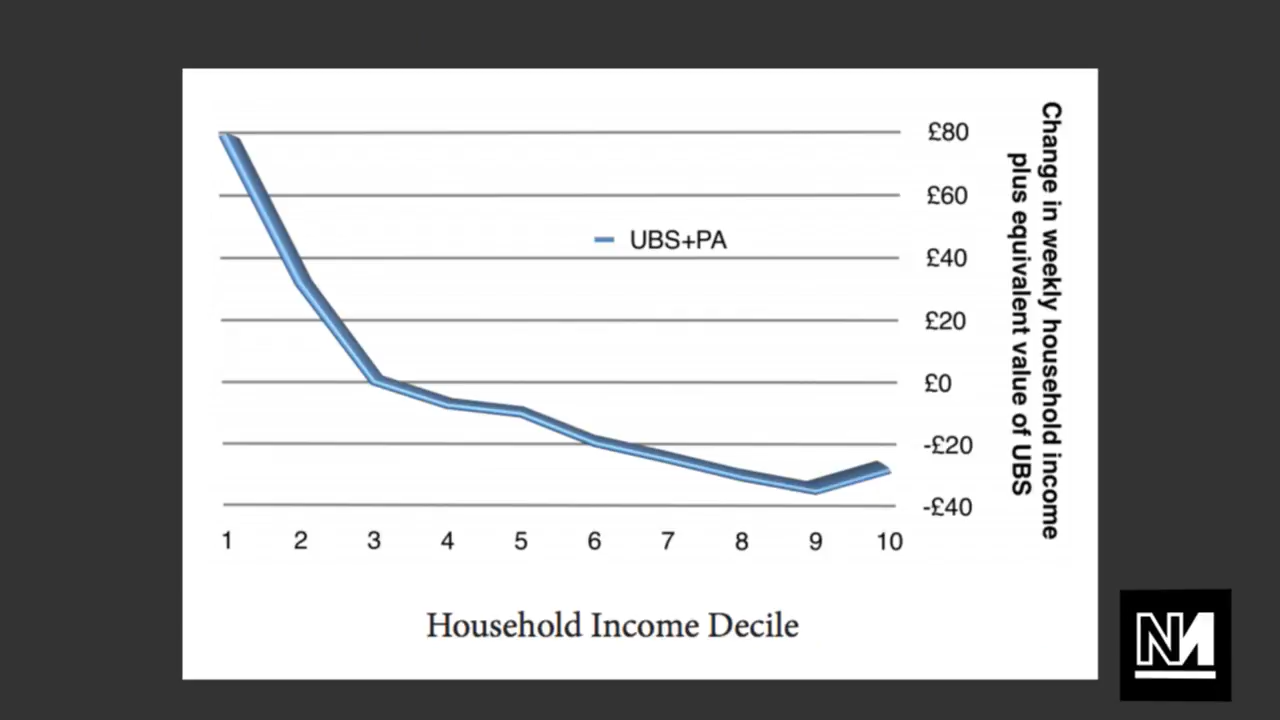 £80
£60
UBS+PA
£40
£20
£0
-£20
-£40
Change in weekly household income
plus equivalent value of UBS
1 2 3 4 5 6 7 8 9 10
Household Income Decile
NM